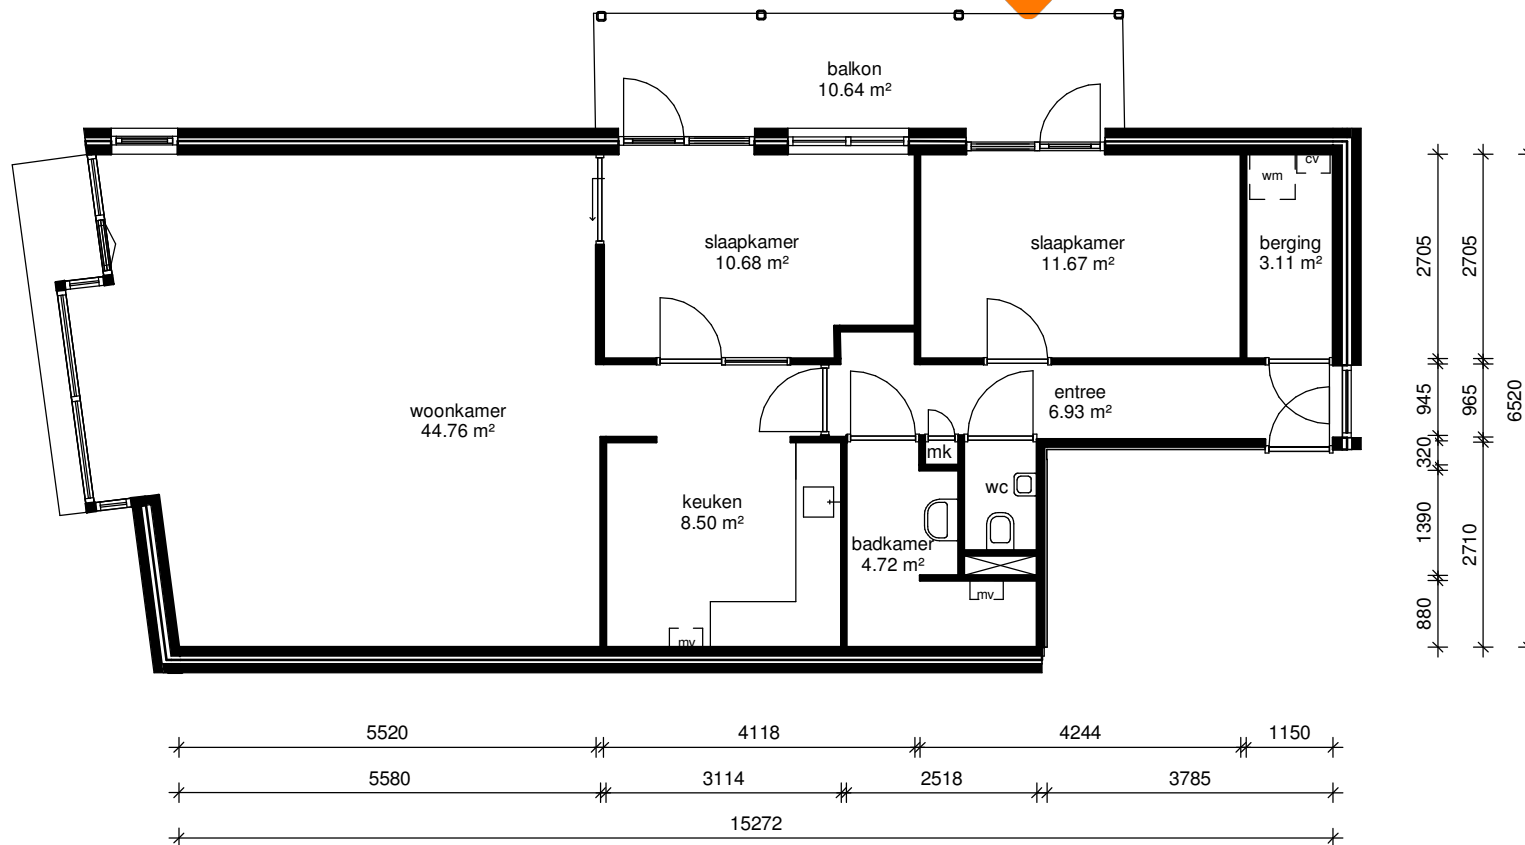 balkon
10.64 m²
cv
wm
slaapkamer
10.68 m²
slaapkamer
11.67 m²
berging
3.11 m²
woonkamer
44.76 m²
entree
6.93 m²
mk
wc
keuken
8.50 m²
badkamer
4.72 m²
mv
mv
2705
2705
945
965
6520
320
1390
2710
880
5520
4118
4244
1150
5580
3114
2518
3785
15272